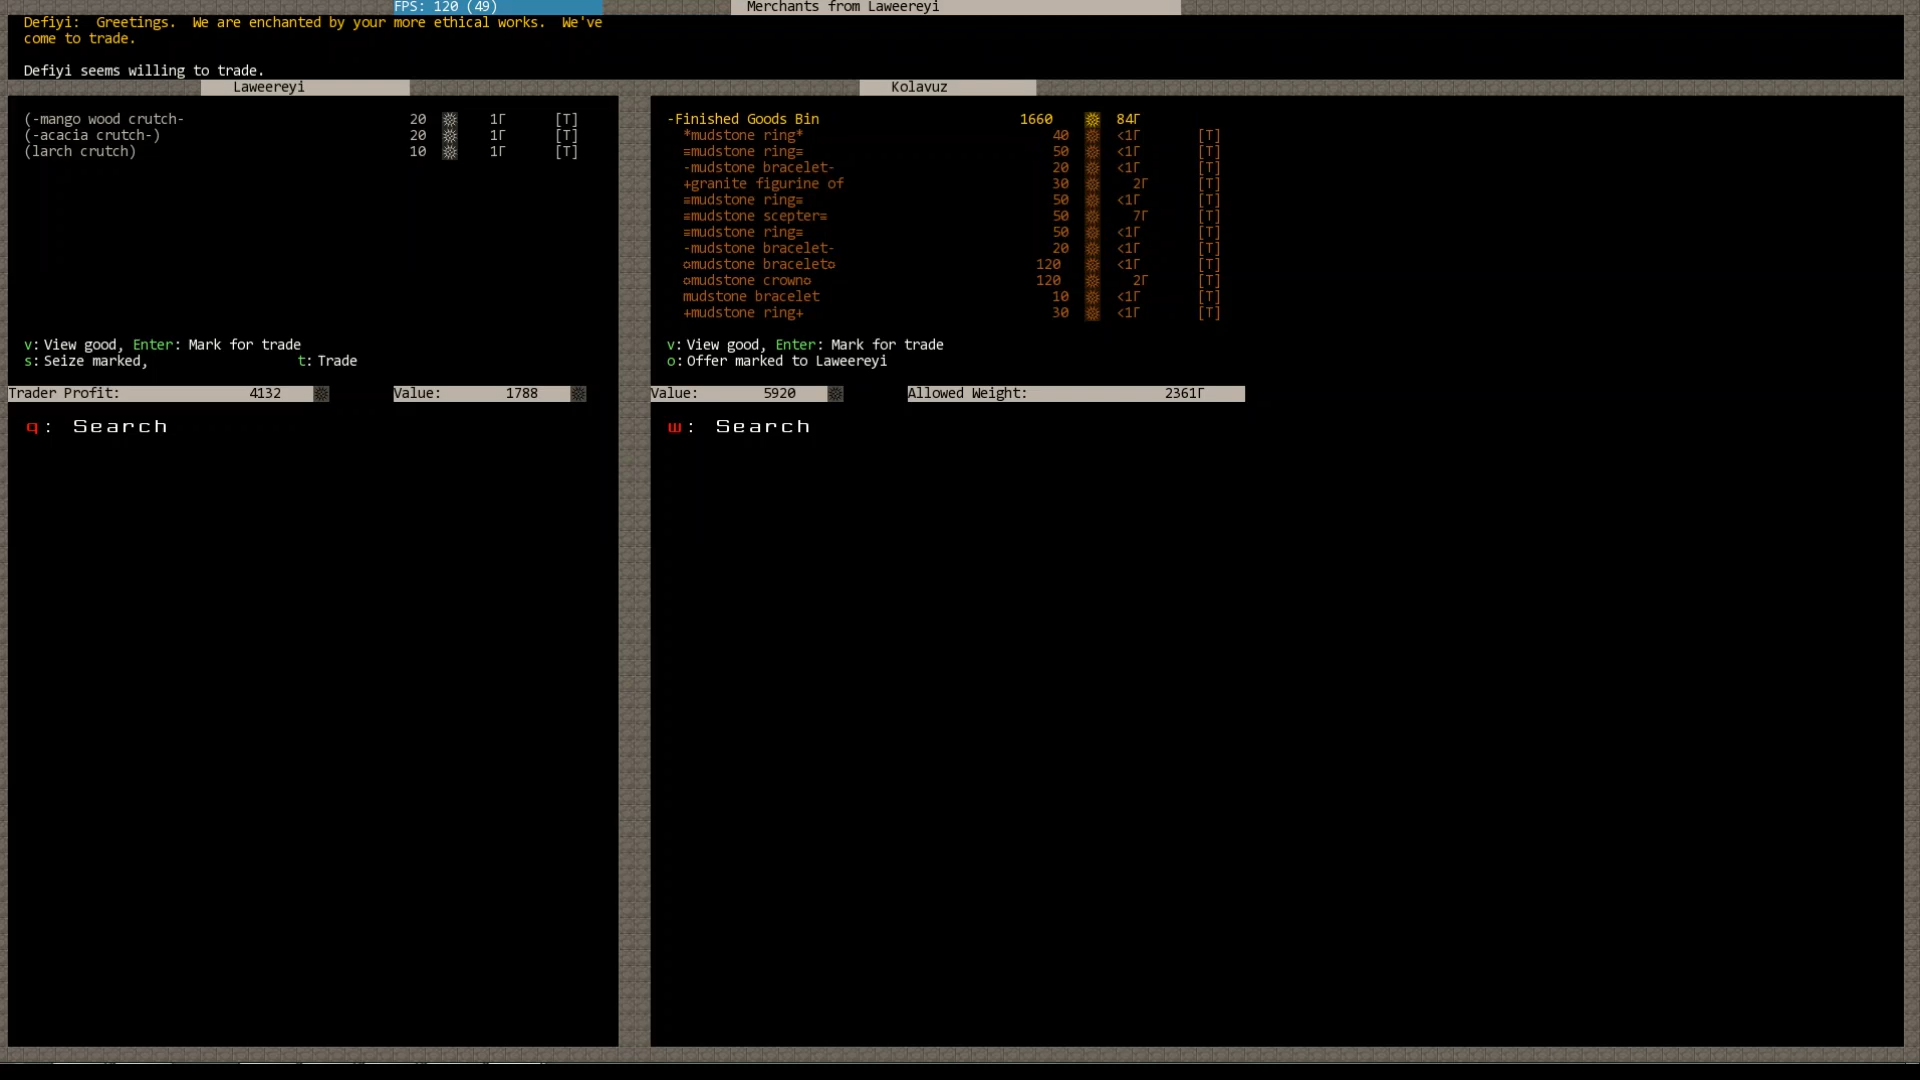 FPS: 120 (49)
Merchants from Laweereyi
Defiyi:  Greetings.  We are enchanted by your more ethical works.  We've
come to trade.
Defiyi seems willing to trade.
Laweereyi
(-mango wood crutch- 20 ☼ 1Γ [T]
(-acacia crutch-) 20 ☼ 1Γ [T]
(larch crutch) 10 ☼ 1Γ [T]
v: View good, Enter: Mark for trade
s: Seize marked, t: Trade
Trader Profit: 4132☼ Value: 1788☼
q: Search
Kolavuz
-Finished Goods Bin 1660 ☼ 84Γ
*mudstone ring* 40 ☼ <1Γ [T]
≡mudstone ring≡ 50 ☼ <1Γ [T]
-mudstone bracelet- 20 ☼ <1Γ [T]
+granite figurine of 30 ☼ 2Γ [T]
≡mudstone ring≡ 50 ☼ <1Γ [T]
≡mudstone scepter≡ 50 ☼ 7Γ [T]
≡mudstone ring≡ 50 ☼ <1Γ [T]
-mudstone bracelet- 20 ☼ <1Γ [T]
☼mudstone bracelet☼ 120 ☼ <1Γ [T]
☼mudstone crown☼ 120 ☼ 2Γ [T]
mudstone bracelet 10 ☼ <1Γ [T]
+mudstone ring+ 30 ☼ <1Γ [T]
v: View good, Enter: Mark for trade
o: Offer marked to Laweereyi
Value: 5920☼ Allowed Weight: 2361Γ
w: Search